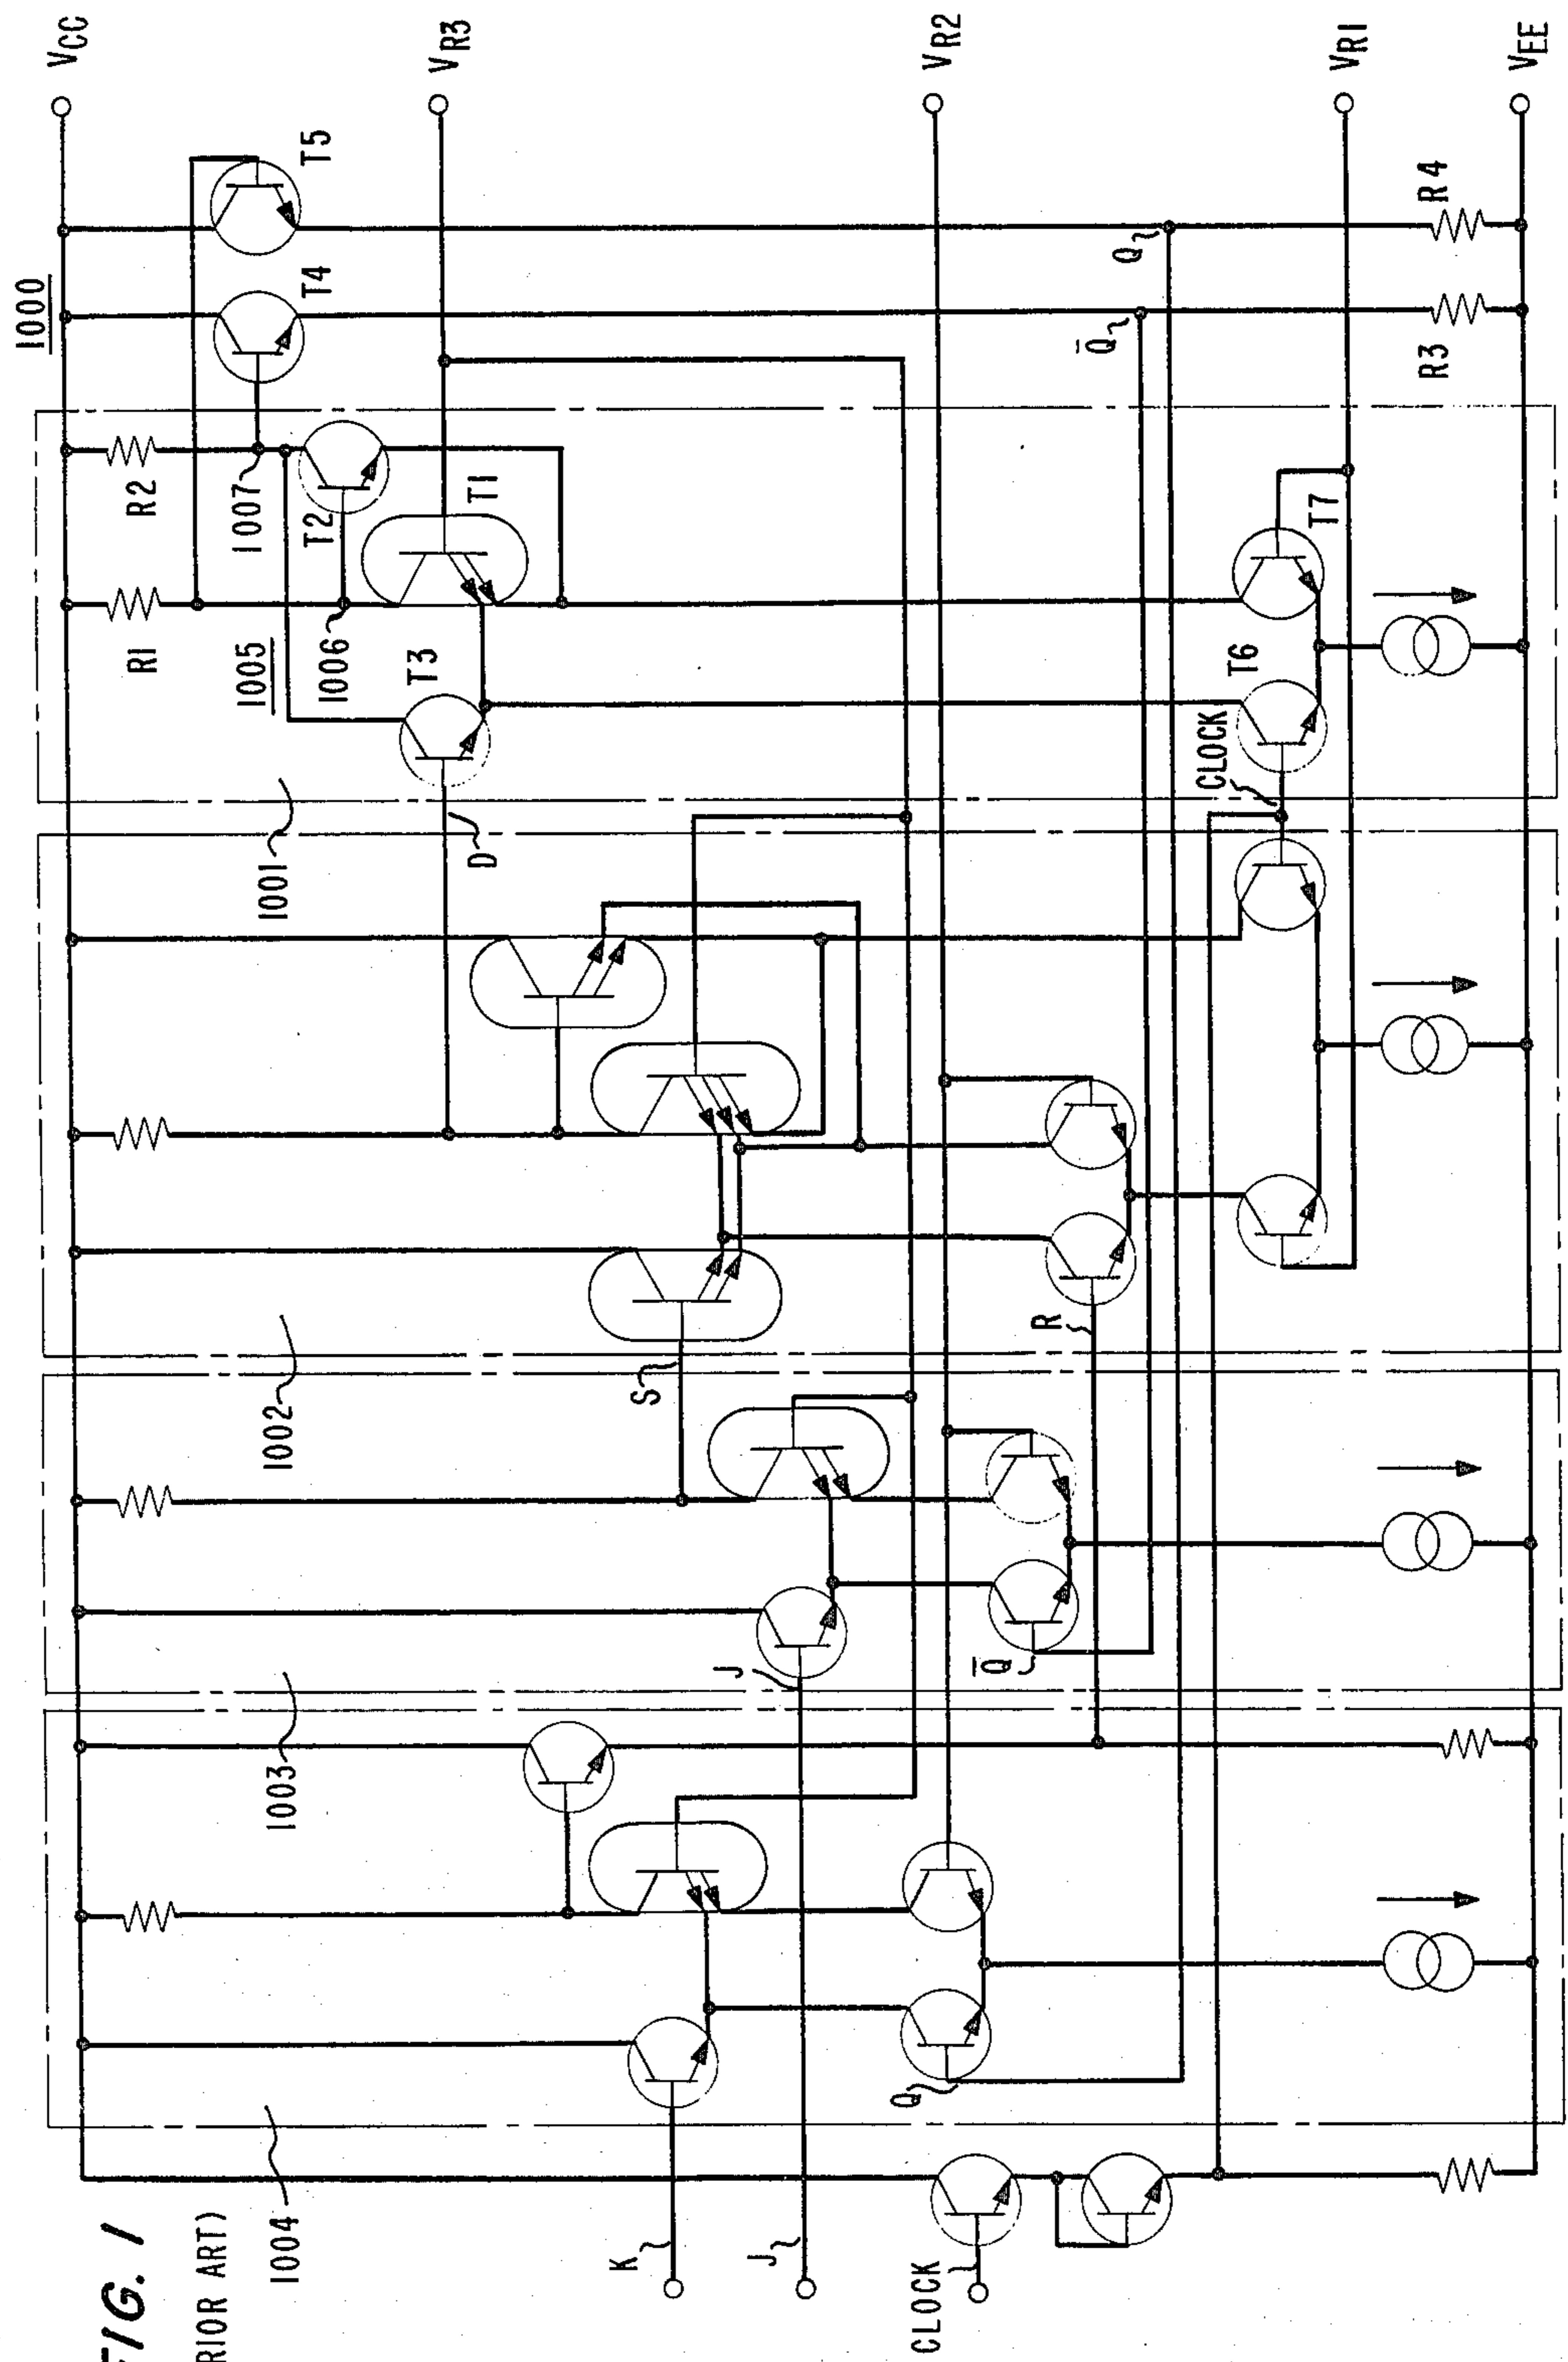 FIG. 1
RIOR ART)
1000
VCC
VR3
VR2
VR1
VEE
T5
T4
R2
1007
T2
T1
R1
1005
1006
T3
Q
Q̅
R4
R3
T7
T6
CLOCK
1001
D
1002
S
R
1003
J
Q̅
1004
Q
K
J
CLOCK